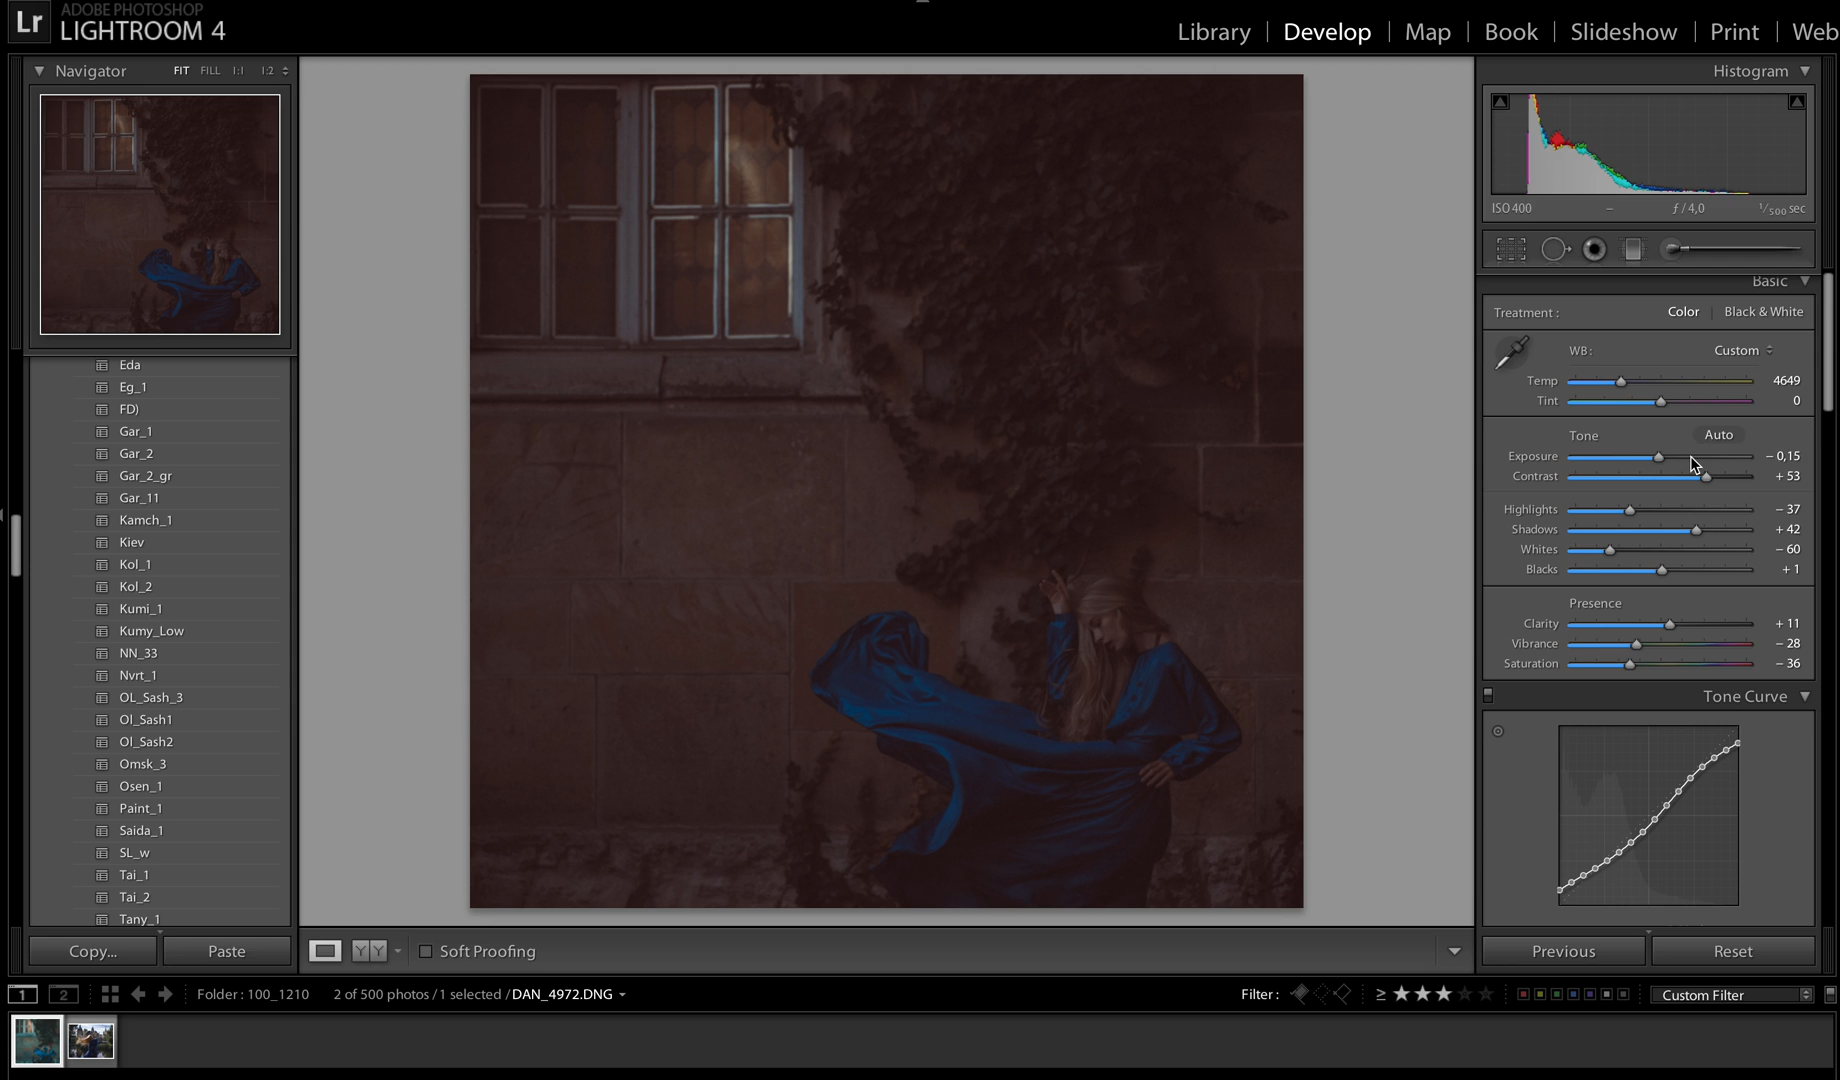 ADOBE PHOTOSHOP
Lr LIGHTROOM 4
Library | Develop | Map | Book | Slideshow | Print | Web
Navigator FIT FILL 1:1 1:2
Eda
Eg_1
FD)
Gar_1
Gar_2
Gar_2_gr
Gar_11
Kamch_1
Kiev
Kol_1
Kol_2
Kumi_1
Kumy_Low
NN_33
Nvrt_1
OL_Sash_3
Ol_Sash1
Ol_Sash2
Omsk_3
Osen_1
Paint_1
Saida_1
SL_w
Tai_1
Tai_2
Tany_1
Copy... Paste
Soft Proofing
Histogram
ISO 400 – ƒ / 4,0 1/500 sec
Basic
Treatment : Color | Black & White
WB : Custom
Temp 4649
Tint 0
Tone Auto
Exposure – 0,15
Contrast + 53
Highlights – 37
Shadows + 42
Whites – 60
Blacks + 1
Presence
Clarity + 11
Vibrance – 28
Saturation – 36
Tone Curve
Previous Reset
1 2 Folder : 100_1210 2 of 500 photos / 1 selected / DAN_4972.DNG Filter : ≥ ★★★ Custom Filter